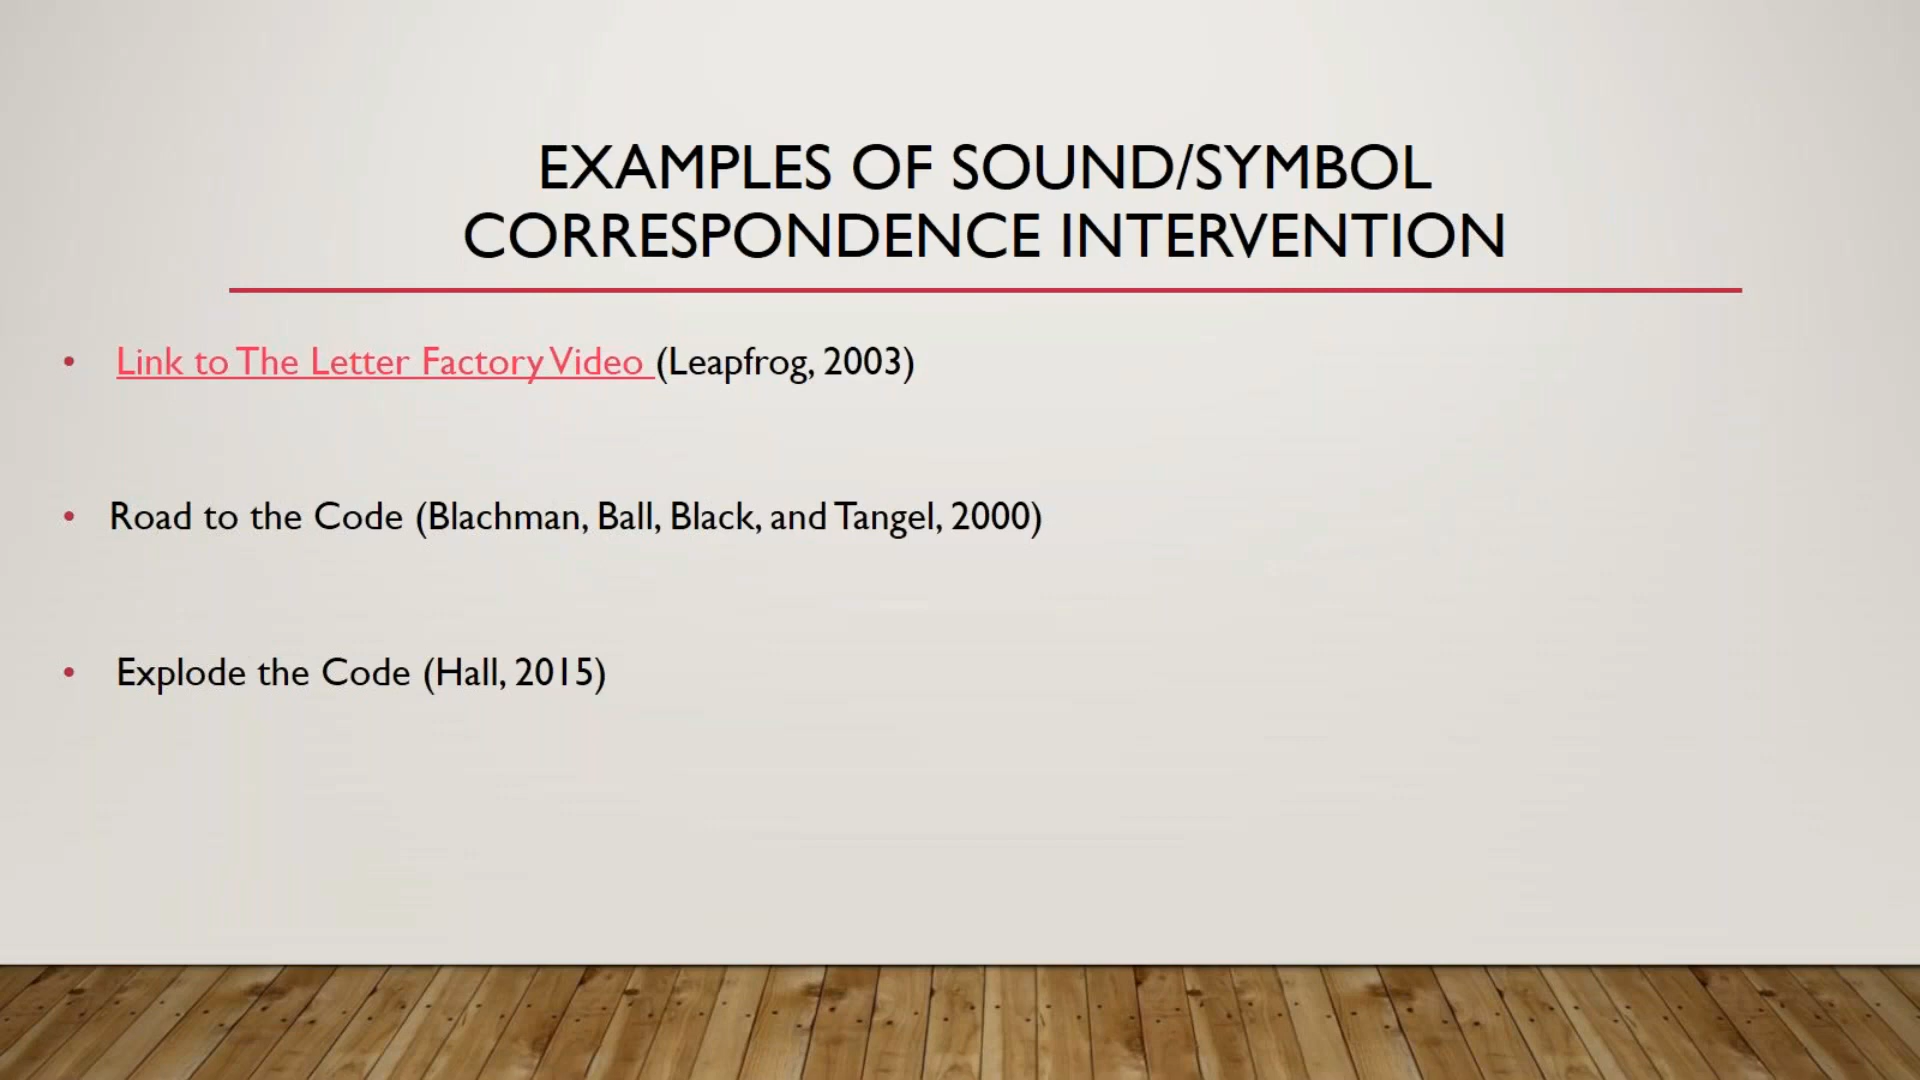 EXAMPLES OF SOUND/SYMBOL
CORRESPONDENCE INTERVENTION
• Link to The Letter Factory Video (Leapfrog, 2003)
• Road to the Code (Blachman, Ball, Black, and Tangel, 2000)
• Explode the Code (Hall, 2015)